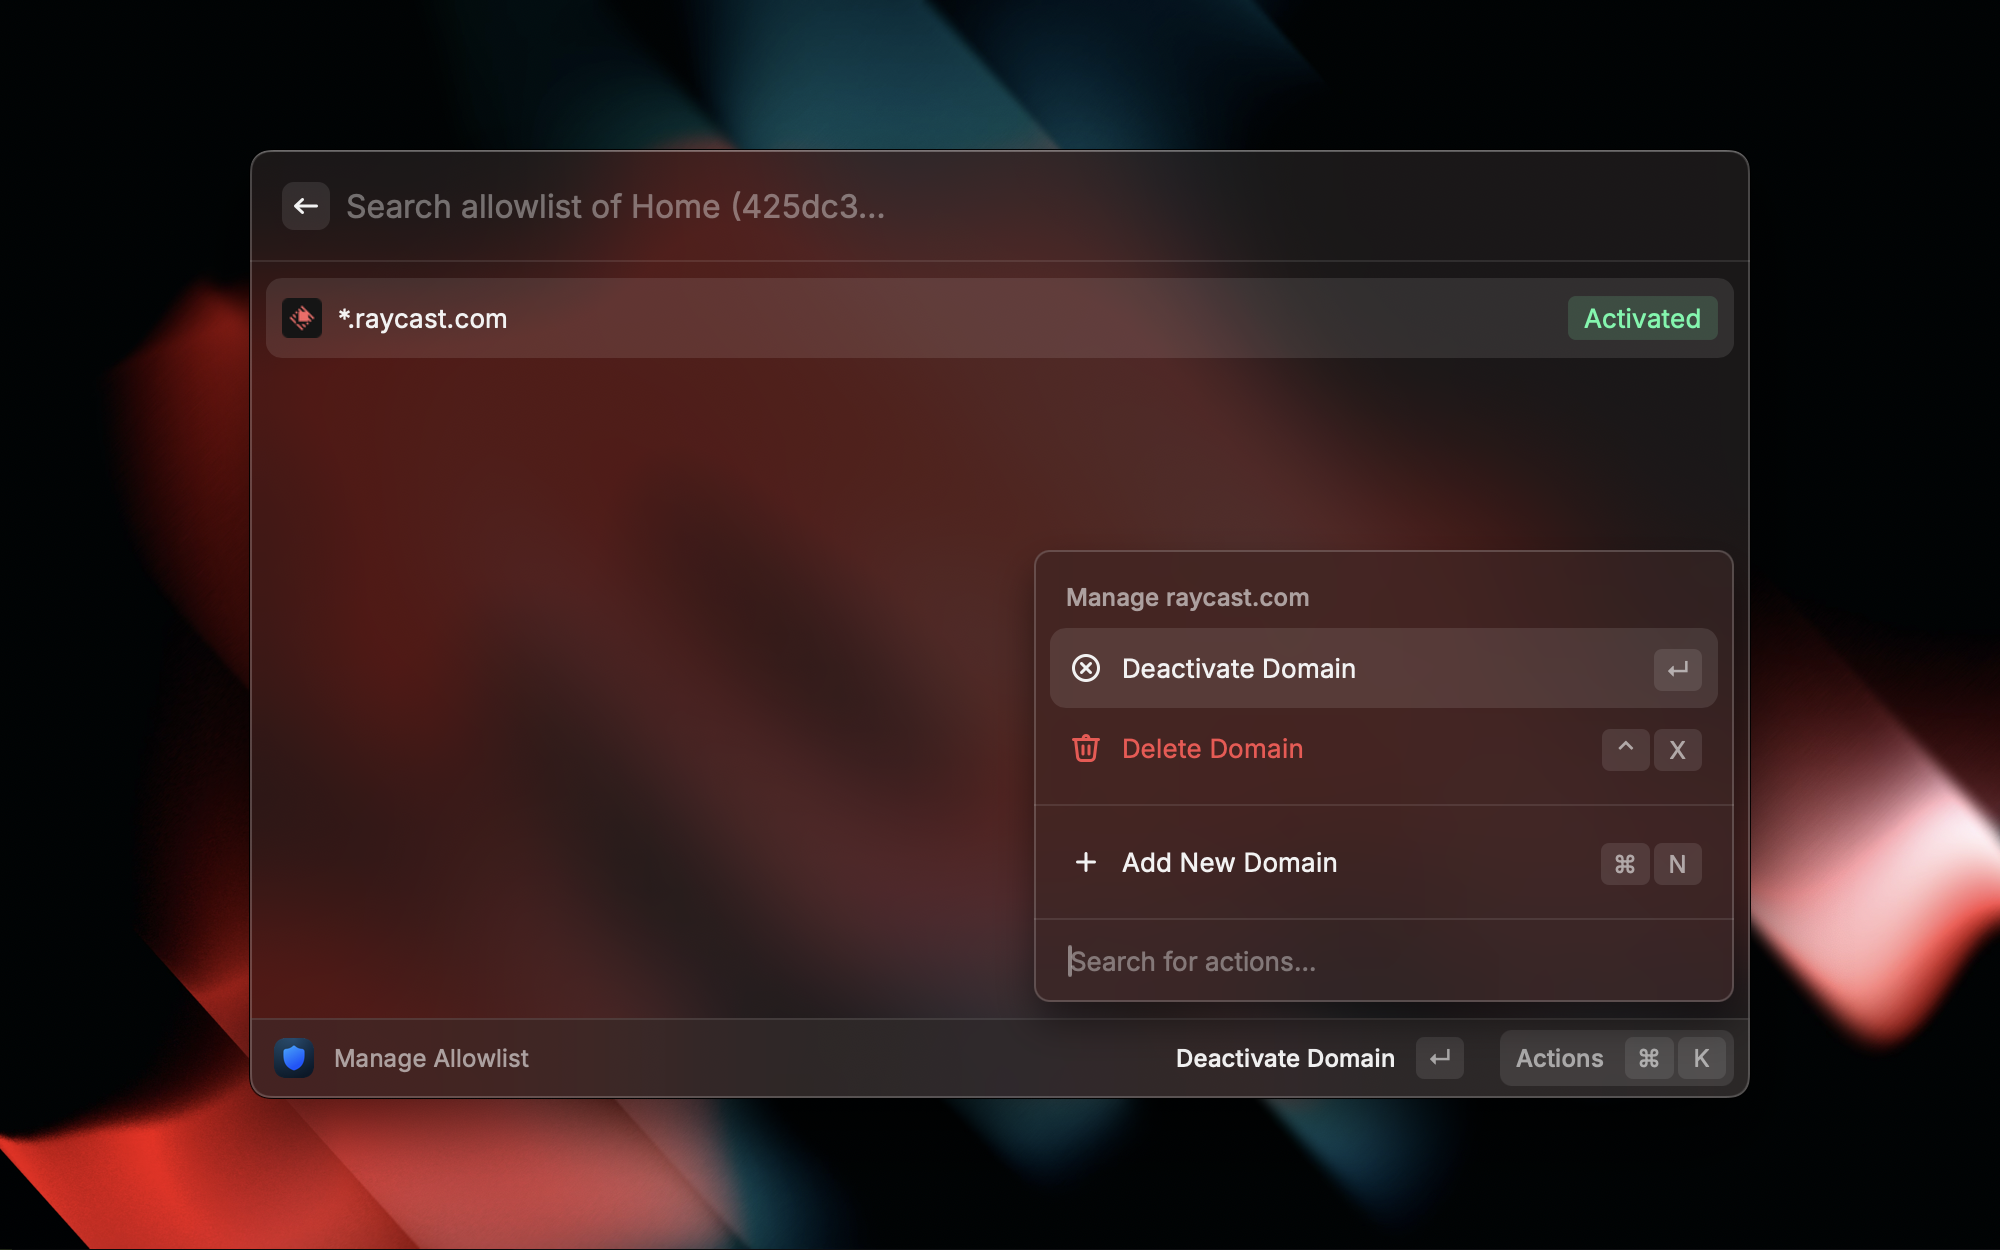 Search allowlist of Home (425dc3...
*.raycast.com
Activated
Manage raycast.com
Deactivate Domain ↵
Delete Domain ^ X
Add New Domain ⌘ N
Search for actions...
Manage Allowlist
Deactivate Domain ↵
Actions ⌘ K